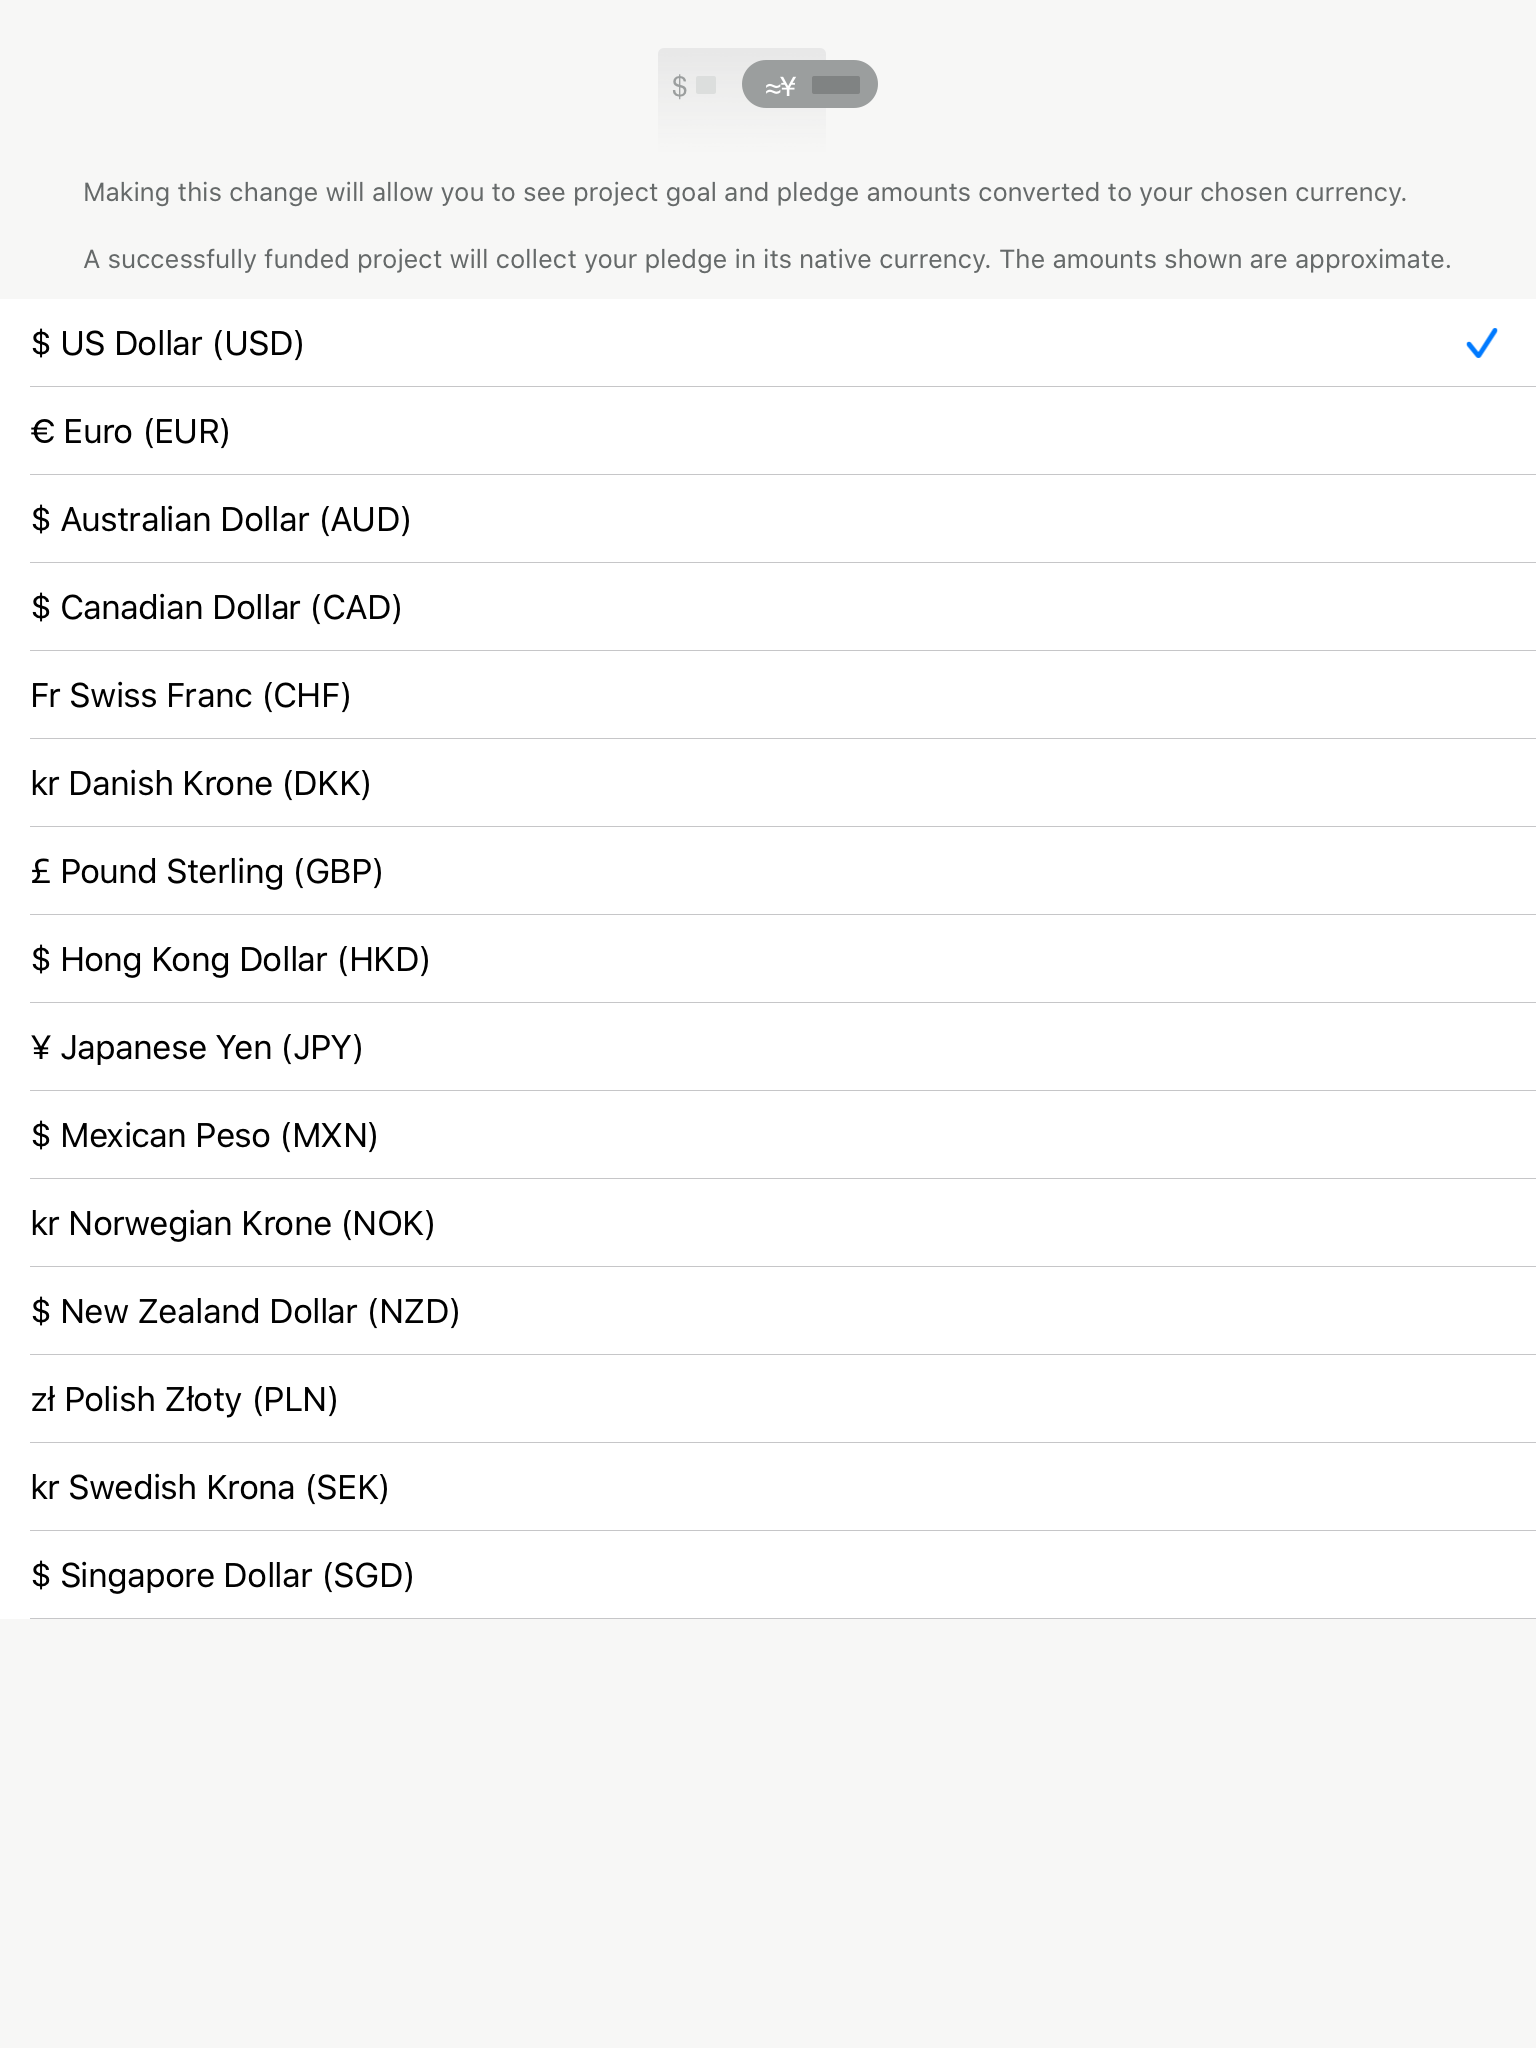 $ ≈¥
Making this change will allow you to see project goal and pledge amounts converted to your chosen currency.
A successfully funded project will collect your pledge in its native currency. The amounts shown are approximate.
$ US Dollar (USD)
€ Euro (EUR)
$ Australian Dollar (AUD)
$ Canadian Dollar (CAD)
Fr Swiss Franc (CHF)
kr Danish Krone (DKK)
£ Pound Sterling (GBP)
$ Hong Kong Dollar (HKD)
¥ Japanese Yen (JPY)
$ Mexican Peso (MXN)
kr Norwegian Krone (NOK)
$ New Zealand Dollar (NZD)
zł Polish Złoty (PLN)
kr Swedish Krona (SEK)
$ Singapore Dollar (SGD)